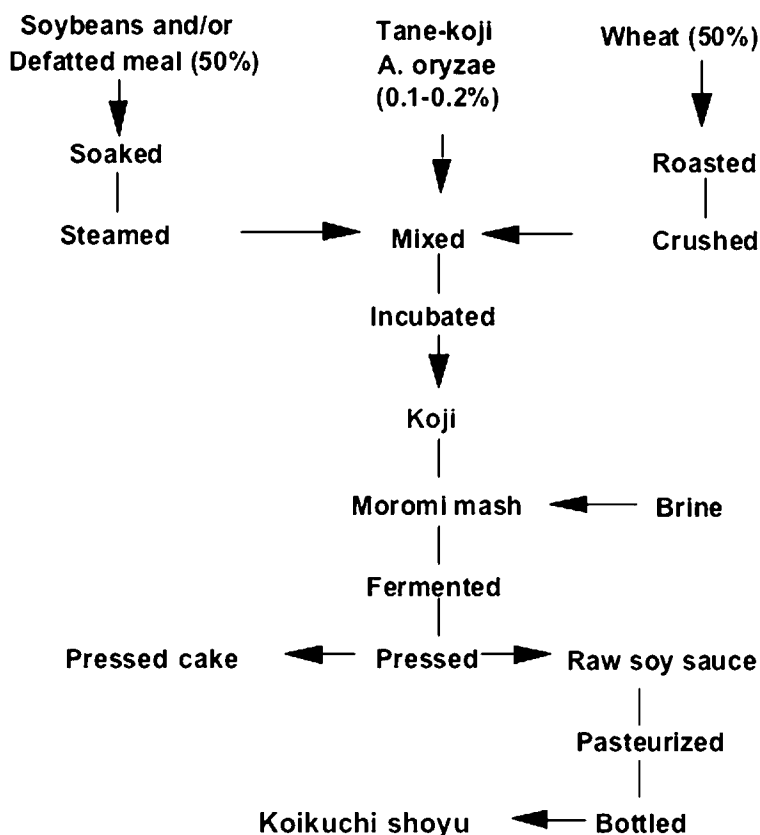 Soybeans and/or
Defatted meal (50%)
Tane-koji
A. oryzae
(0.1-0.2%)
Wheat (50%)
Soaked
Roasted
Steamed
Mixed
Crushed
Incubated
Koji
Moromi mash
Brine
Fermented
Pressed cake
Pressed
Raw soy sauce
Pasteurized
Koikuchi shoyu
Bottled